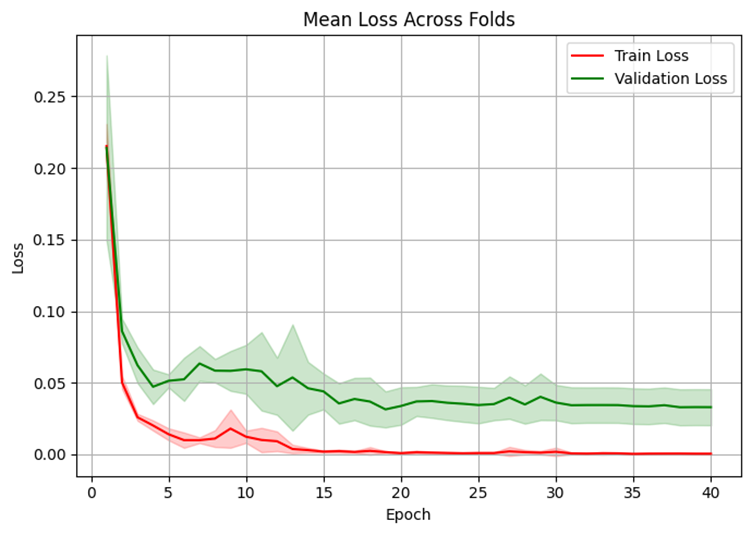 Mean Loss Across Folds
Train Loss
Validation Loss
0.25
0.20
0.15
0.10
0.05
0.00
Loss
0 5 10 15 20 25 30 35 40
Epoch